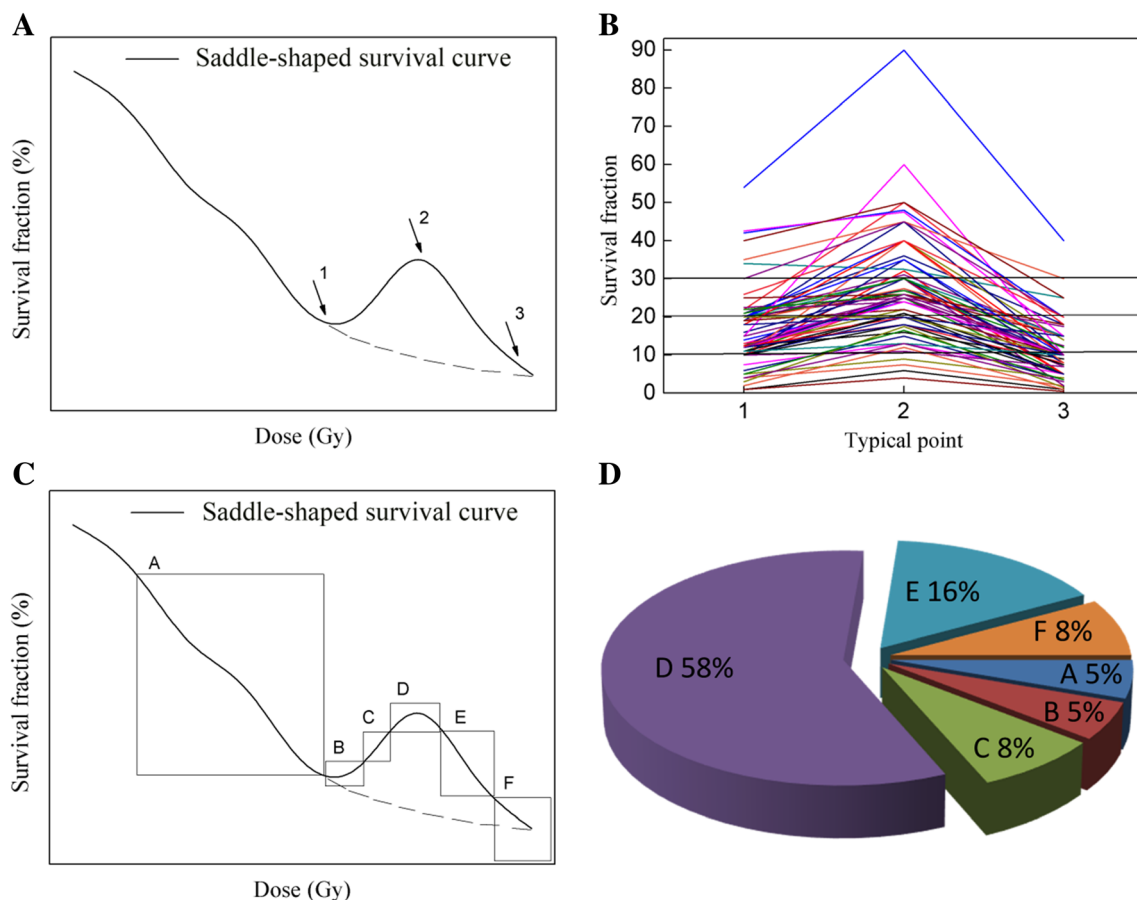 A
Saddle-shaped survival curve
Survival fraction (%)
1
2
3
Dose (Gy)
B
Survival fraction
90
80
70
60
50
40
30
20
10
0
1 2 3
Typical point
C
Saddle-shaped survival curve
Survival fraction (%)
A
B
C
D
E
F
Dose (Gy)
D
E 16%
F 8%
A 5%
B 5%
C 8%
D 58%